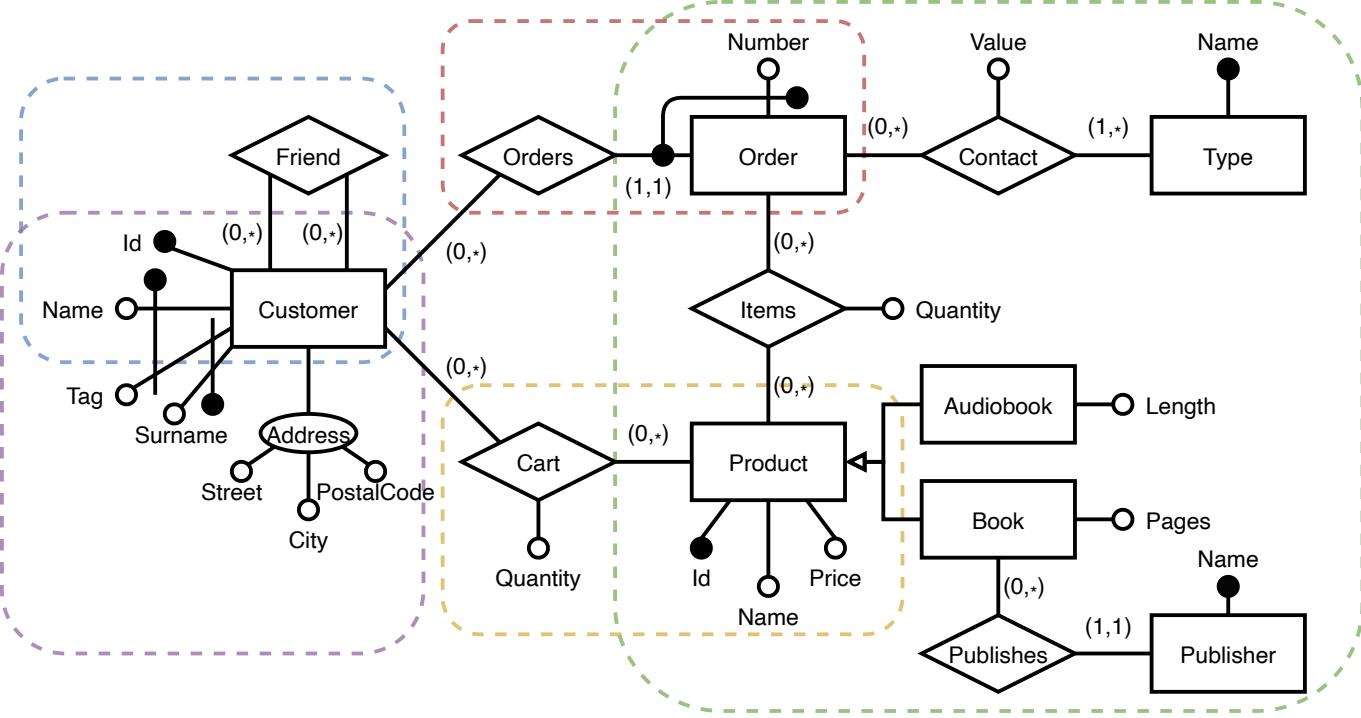 Number
Value
Name
Friend
Orders
Order
(0,*)
Contact
(1,*)
Type
(1,1)
Id
(0,*)
(0,*)
(0,*)
(0,*)
Name
Customer
Items
Quantity
Tag
(0,*)
(0,*)
Surname
Address
(0,*)
Audiobook
Length
Street
PostalCode
Cart
Product
City
Book
Pages
Quantity
Id
Price
Name
Name
(0,*)
(1,1)
Publishes
Publisher